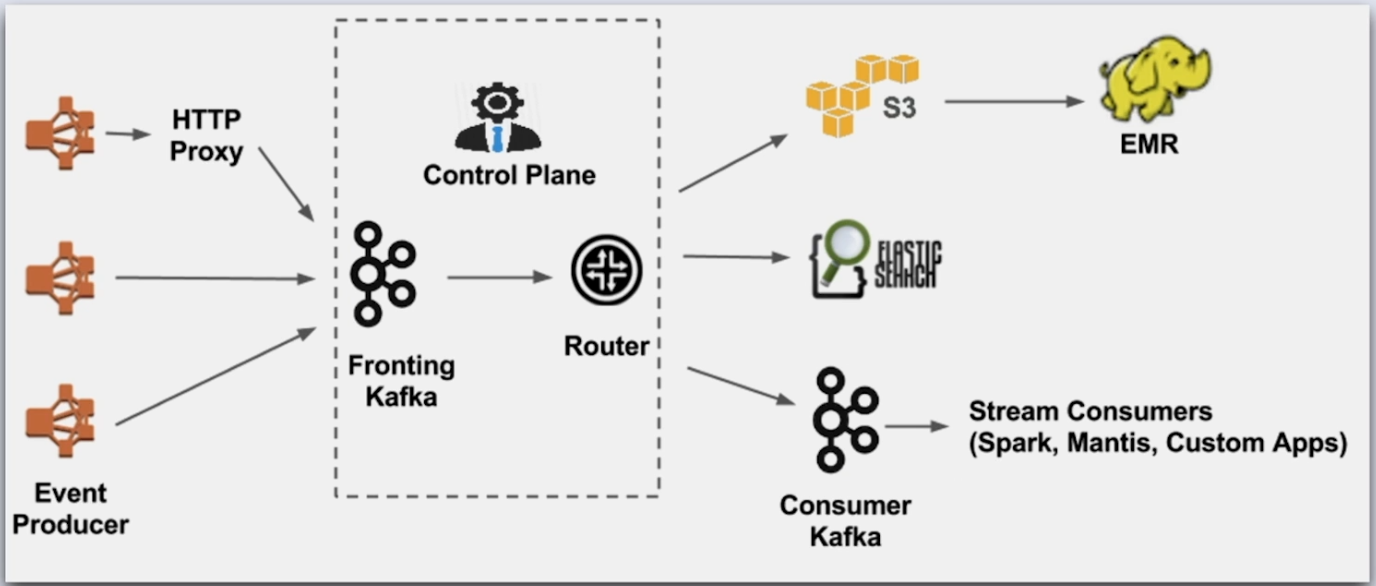 HTTP
Proxy
Control Plane
Fronting
Kafka
Router
Event
Producer
S3
EMR
ELASTIC
SEARCH
Stream Consumers
(Spark, Mantis, Custom Apps)
Consumer
Kafka